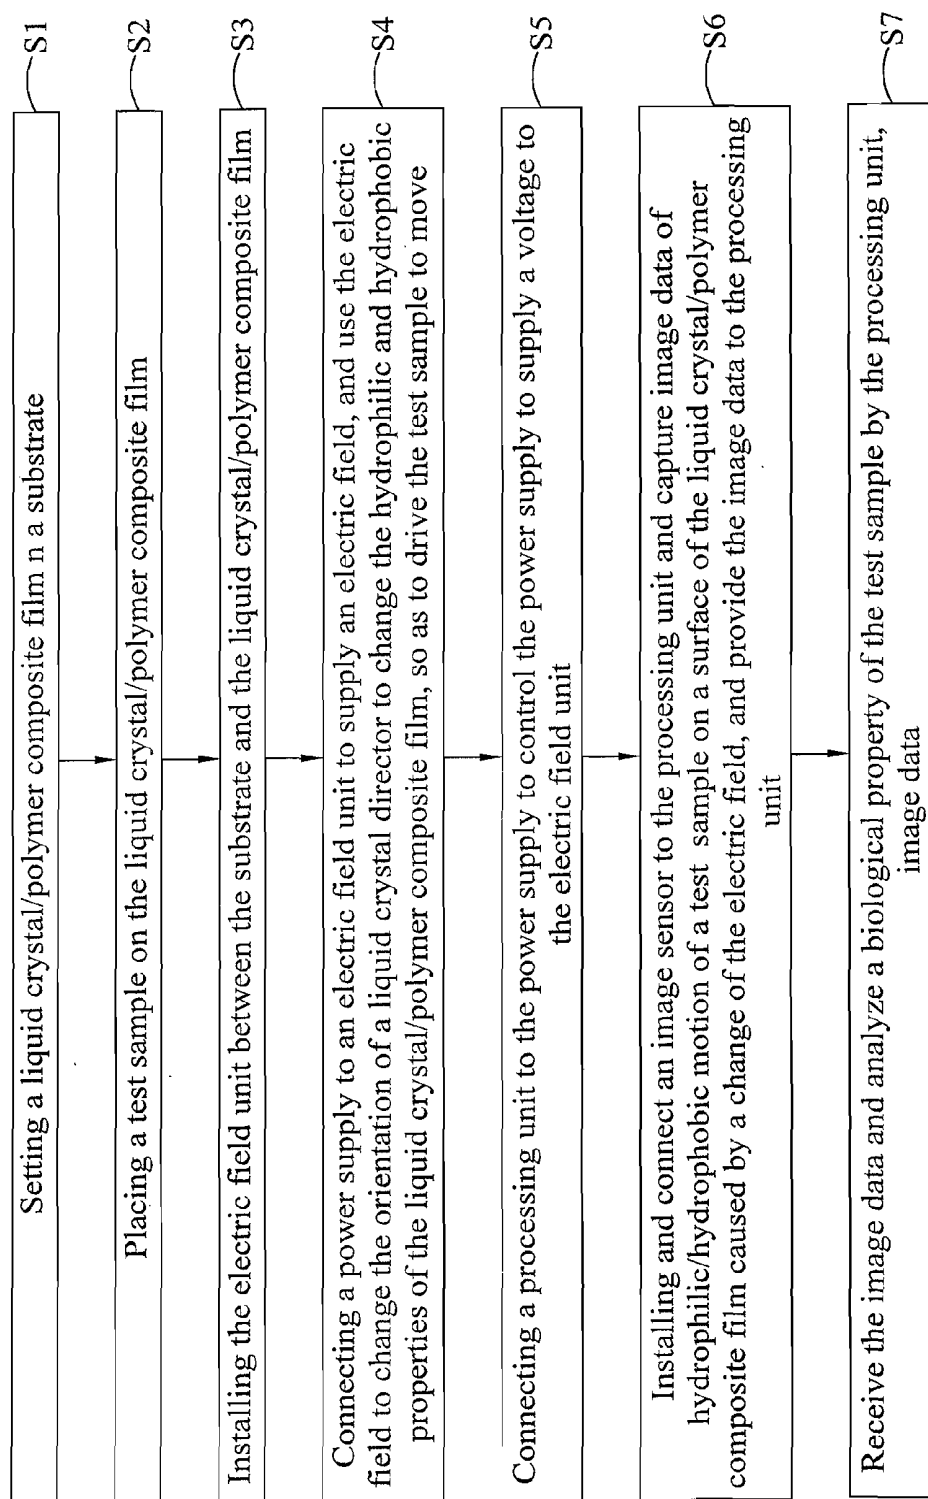 Setting a liquid crystal/polymer composite film n a substrate
S1
Placing a test sample on the liquid crystal/polymer composite film
S2
Installing the electric field unit between the substrate and the liquid crystal/polymer composite film
S3
Connecting a power supply to an electric field unit to supply an electric field, and use the electric
field to change the orientation of a liquid crystal director to change the hydrophilic and hydrophobic
properties of the liquid crystal/polymer composite film, so as to drive the test sample to move
S4
Connecting a processing unit to the power supply to control the power supply to supply a voltage to
the electric field unit
S5
Installing and connect an image sensor to the processing unit and capture image data of
hydrophilic/hydrophobic motion of a test sample on a surface of the liquid crystal/polymer
composite film caused by a change of the electric field, and provide the image data to the processing
unit
S6
Receive the image data and analyze a biological property of the test sample by the processing unit,
image data
S7